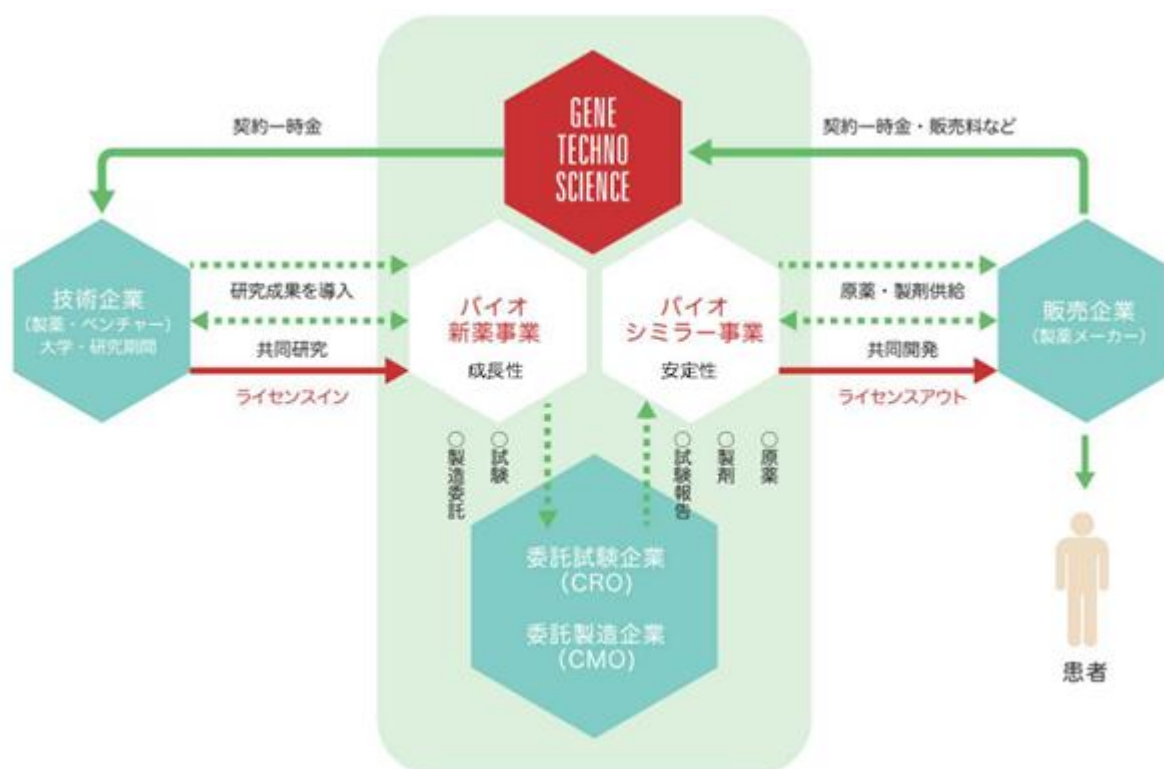 GENE
TECHNO
SCIENCE
契約一時金
契約一時金・販売料など
技術企業
(製薬・ベンチャー)
大学・研究期間
研究成果を導入
共同研究
ライセンスイン
バイオ
新薬事業
成長性
バイオ
シミラー事業
安定性
原薬・製剤供給
共同開発
ライセンスアウト
販売企業
(製薬メーカー)
○製造委託
○試験
○試験報告
○製剤
○原薬
委託試験企業
(CRO)
委託製造企業
(CMO)
患者